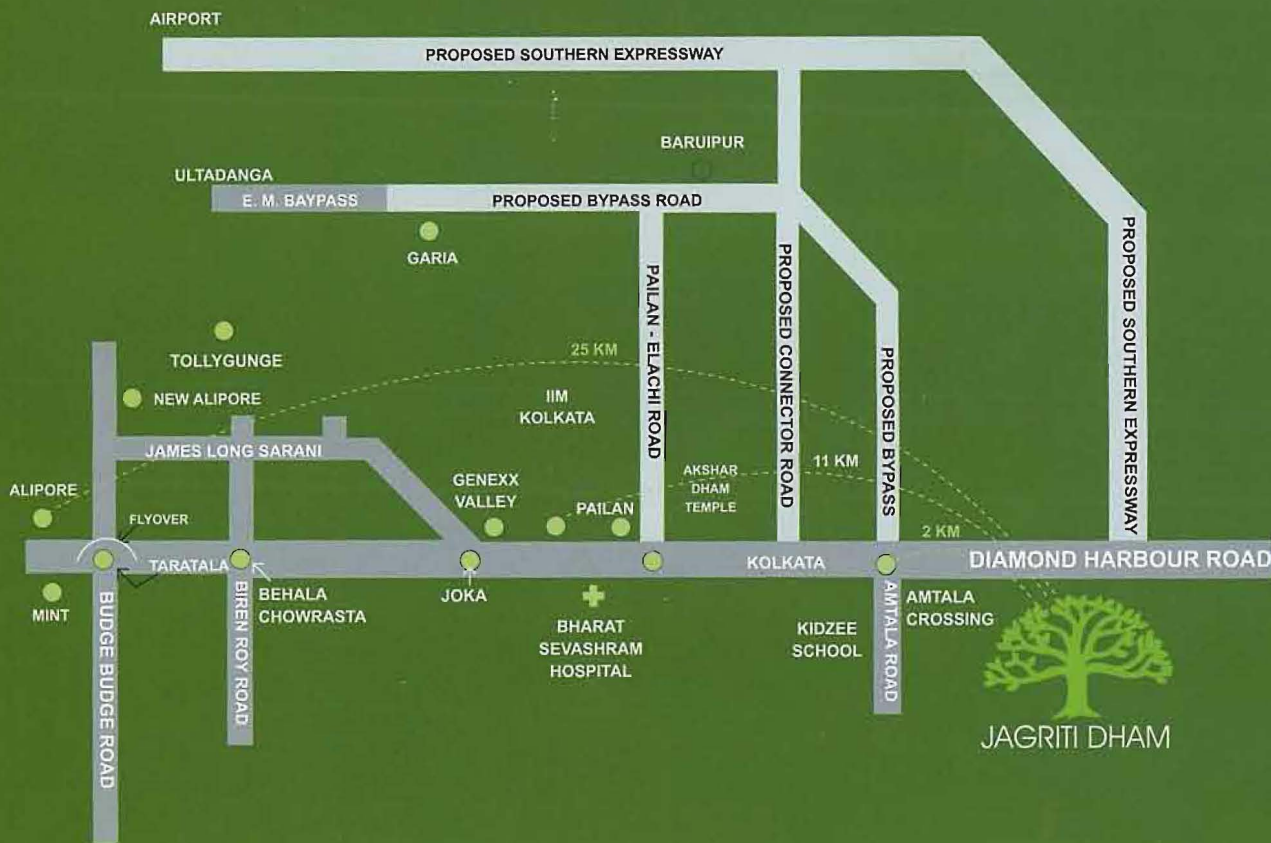 AIRPORT
PROPOSED SOUTHERN EXPRESSWAY
BARUIPUR
ULTADANGA
E. M. BAYPASS
PROPOSED BYPASS ROAD
GARIA
PAILAN - ELACHI ROAD
PROPOSED CONNECTOR ROAD
PROPOSED BYPASS
PROPOSED SOUTHERN EXPRESSWAY
TOLLYGUNGE
25 KM
NEW ALIPORE
IIM
KOLKATA
JAMES LONG SARANI
11 KM
ALIPORE
GENEXX
VALLEY
PAILAN
AKSHAR
DHAM
TEMPLE
FLYOVER
2 KM
TARATALA
KOLKATA
DIAMOND HARBOUR ROAD
MINT
BUDGE BUDGE ROAD
BIREN ROY ROAD
BEHALA
CHOWRASTA
JOKA
BHARAT
SEVASHRAM
HOSPITAL
KIDZEE
SCHOOL
AMTALA ROAD
AMTALA
CROSSING
JAGRITI DHAM